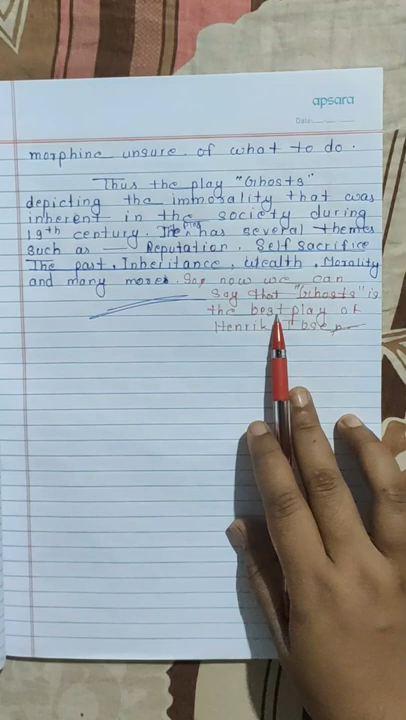 apsara
Date:
morphine unsure of what to do.
Thus the play "Ghosts"
depicting the immorality that was
inherent in the society during
19th century. The play has several themes
such as — Reputation, Self sacrifice
The past, Inheritance, Wealth, Morality
and many more. So, now we can
say that "Ghosts" is
the best play of
Henrik Ibsen